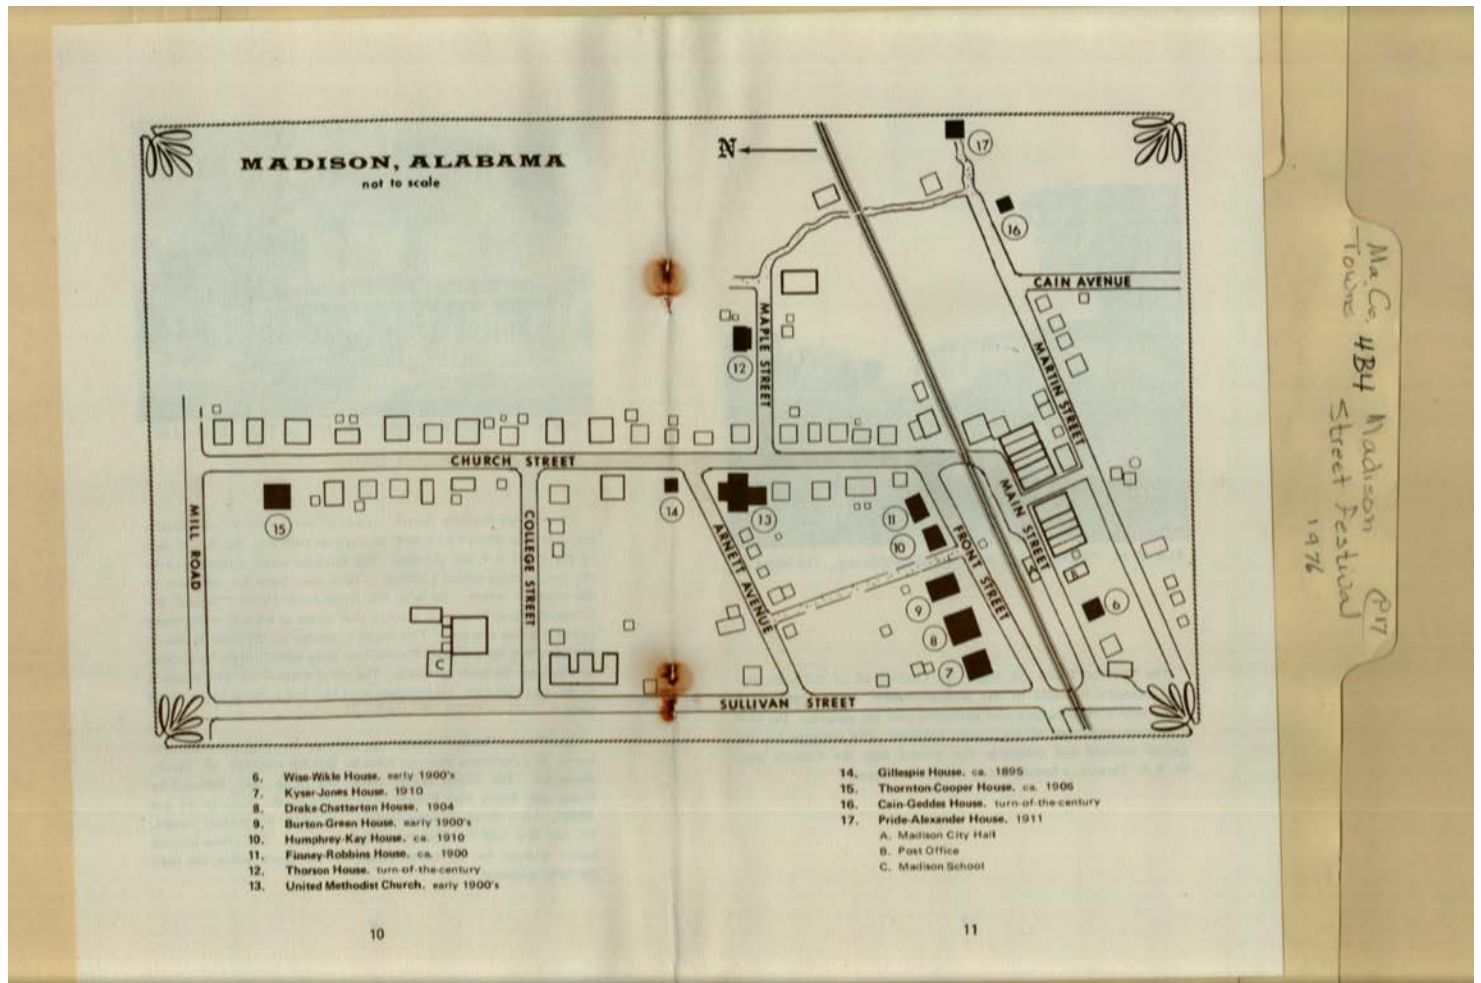 MADISON, ALABAMA
not to scale
N
17
16
CAIN AVENUE
MAPLE STREET
12
MARTIN STREET
CHURCH STREET
15
14
13
11
10
MILL ROAD
COLLEGE STREET
ARNETT AVENUE
FRONT STREET
MAIN STREET
9
8
7
6
C
SULLIVAN STREET
6. Wise-Wikle House. early 1900's
7. Kyser-Jones House. 1910
8. Drake-Chatterton House. 1904
9. Burton-Green House. early 1900's
10. Humphrey-Kay House. ca. 1910
11. Finney-Robbins House. ca. 1900
12. Thorson House. turn-of-the-century
13. United Methodist Church. early 1900's
10
14. Gillespie House. ca. 1895
15. Thornton-Cooper House. ca. 1906
16. Cain-Geddes House. turn-of-the-century
17. Pride-Alexander House. 1911
A. Madison City Hall
B. Post Office
C. Madison School
11
Ma. Co. 4B4 Madison P17
Towns Street Festival
1976